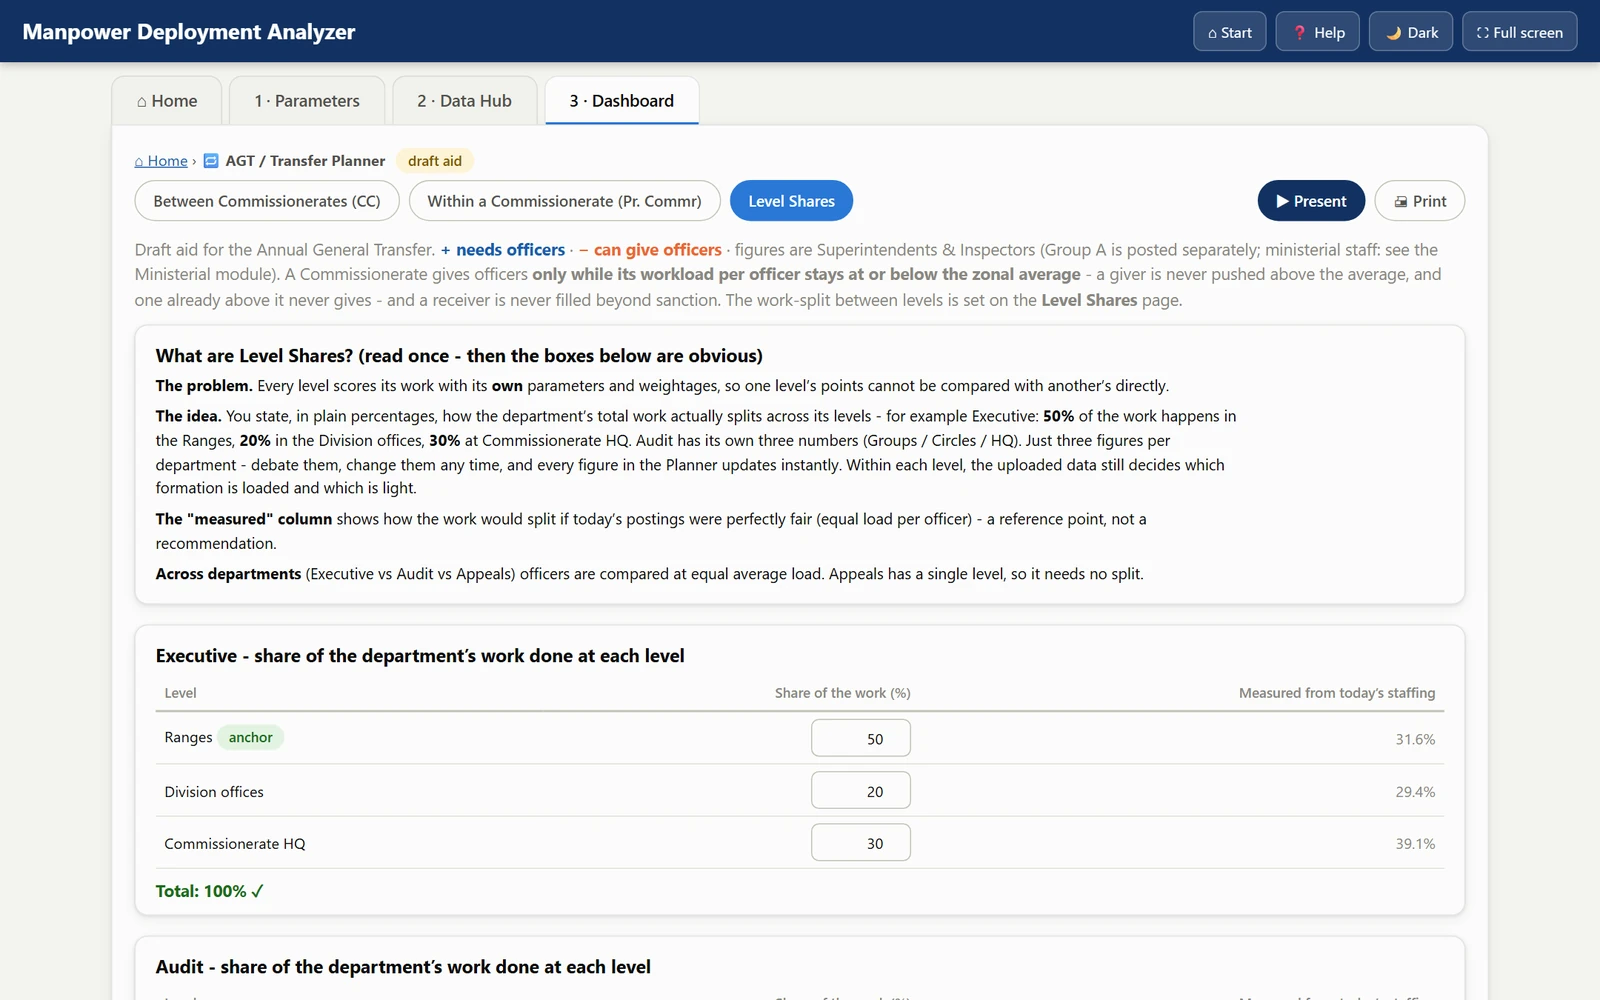 Manpower Deployment Analyzer
⌂ Start
❓ Help
🌙 Dark
⛶ Full screen
⌂ Home
1 · Parameters
2 · Data Hub
3 · Dashboard
⌂ Home › 🔁 AGT / Transfer Planner draft aid
Between Commissionerates (CC)
Within a Commissionerate (Pr. Commr)
Level Shares
▶ Present
🖨 Print
Draft aid for the Annual General Transfer. + needs officers · − can give officers · figures are Superintendents & Inspectors (Group A is posted separately; ministerial staff: see the
Ministerial module). A Commissionerate gives officers only while its workload per officer stays at or below the zonal average - a giver is never pushed above the average, and
one already above it never gives - and a receiver is never filled beyond sanction. The work-split between levels is set on the Level Shares page.
What are Level Shares? (read once - then the boxes below are obvious)
The problem. Every level scores its work with its own parameters and weightages, so one level's points cannot be compared with another's directly.
The idea. You state, in plain percentages, how the department's total work actually splits across its levels - for example Executive: 50% of the work happens in
the Ranges, 20% in the Division offices, 30% at Commissionerate HQ. Audit has its own three numbers (Groups / Circles / HQ). Just three figures per
department - debate them, change them any time, and every figure in the Planner updates instantly. Within each level, the uploaded data still decides which
formation is loaded and which is light.
The "measured" column shows how the work would split if today's postings were perfectly fair (equal load per officer) - a reference point, not a
recommendation.
Across departments (Executive vs Audit vs Appeals) officers are compared at equal average load. Appeals has a single level, so it needs no split.
Executive - share of the department's work done at each level
Level Share of the work (%) Measured from today's staffing
Ranges anchor 50 31.6%
Division offices 20 29.4%
Commissionerate HQ 30 39.1%
Total: 100% ✓
Audit - share of the department's work done at each level